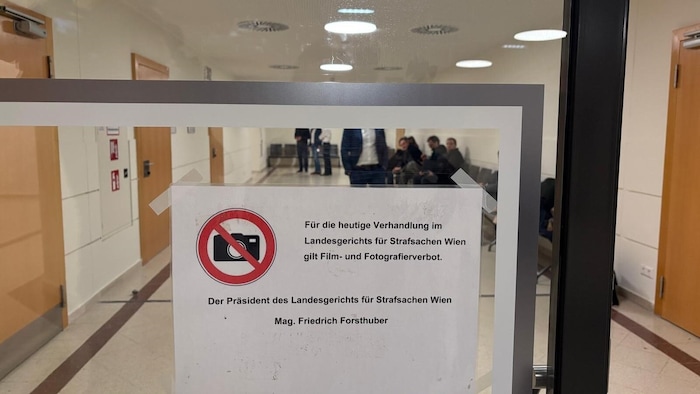 Für die heutige Verhandlung im
Landesgerichts für Strafsachen Wien
gilt Film- und Fotografierverbot.
Der Präsident des Landesgerichts für Strafsachen Wien
Mag. Friedrich Forsthuber